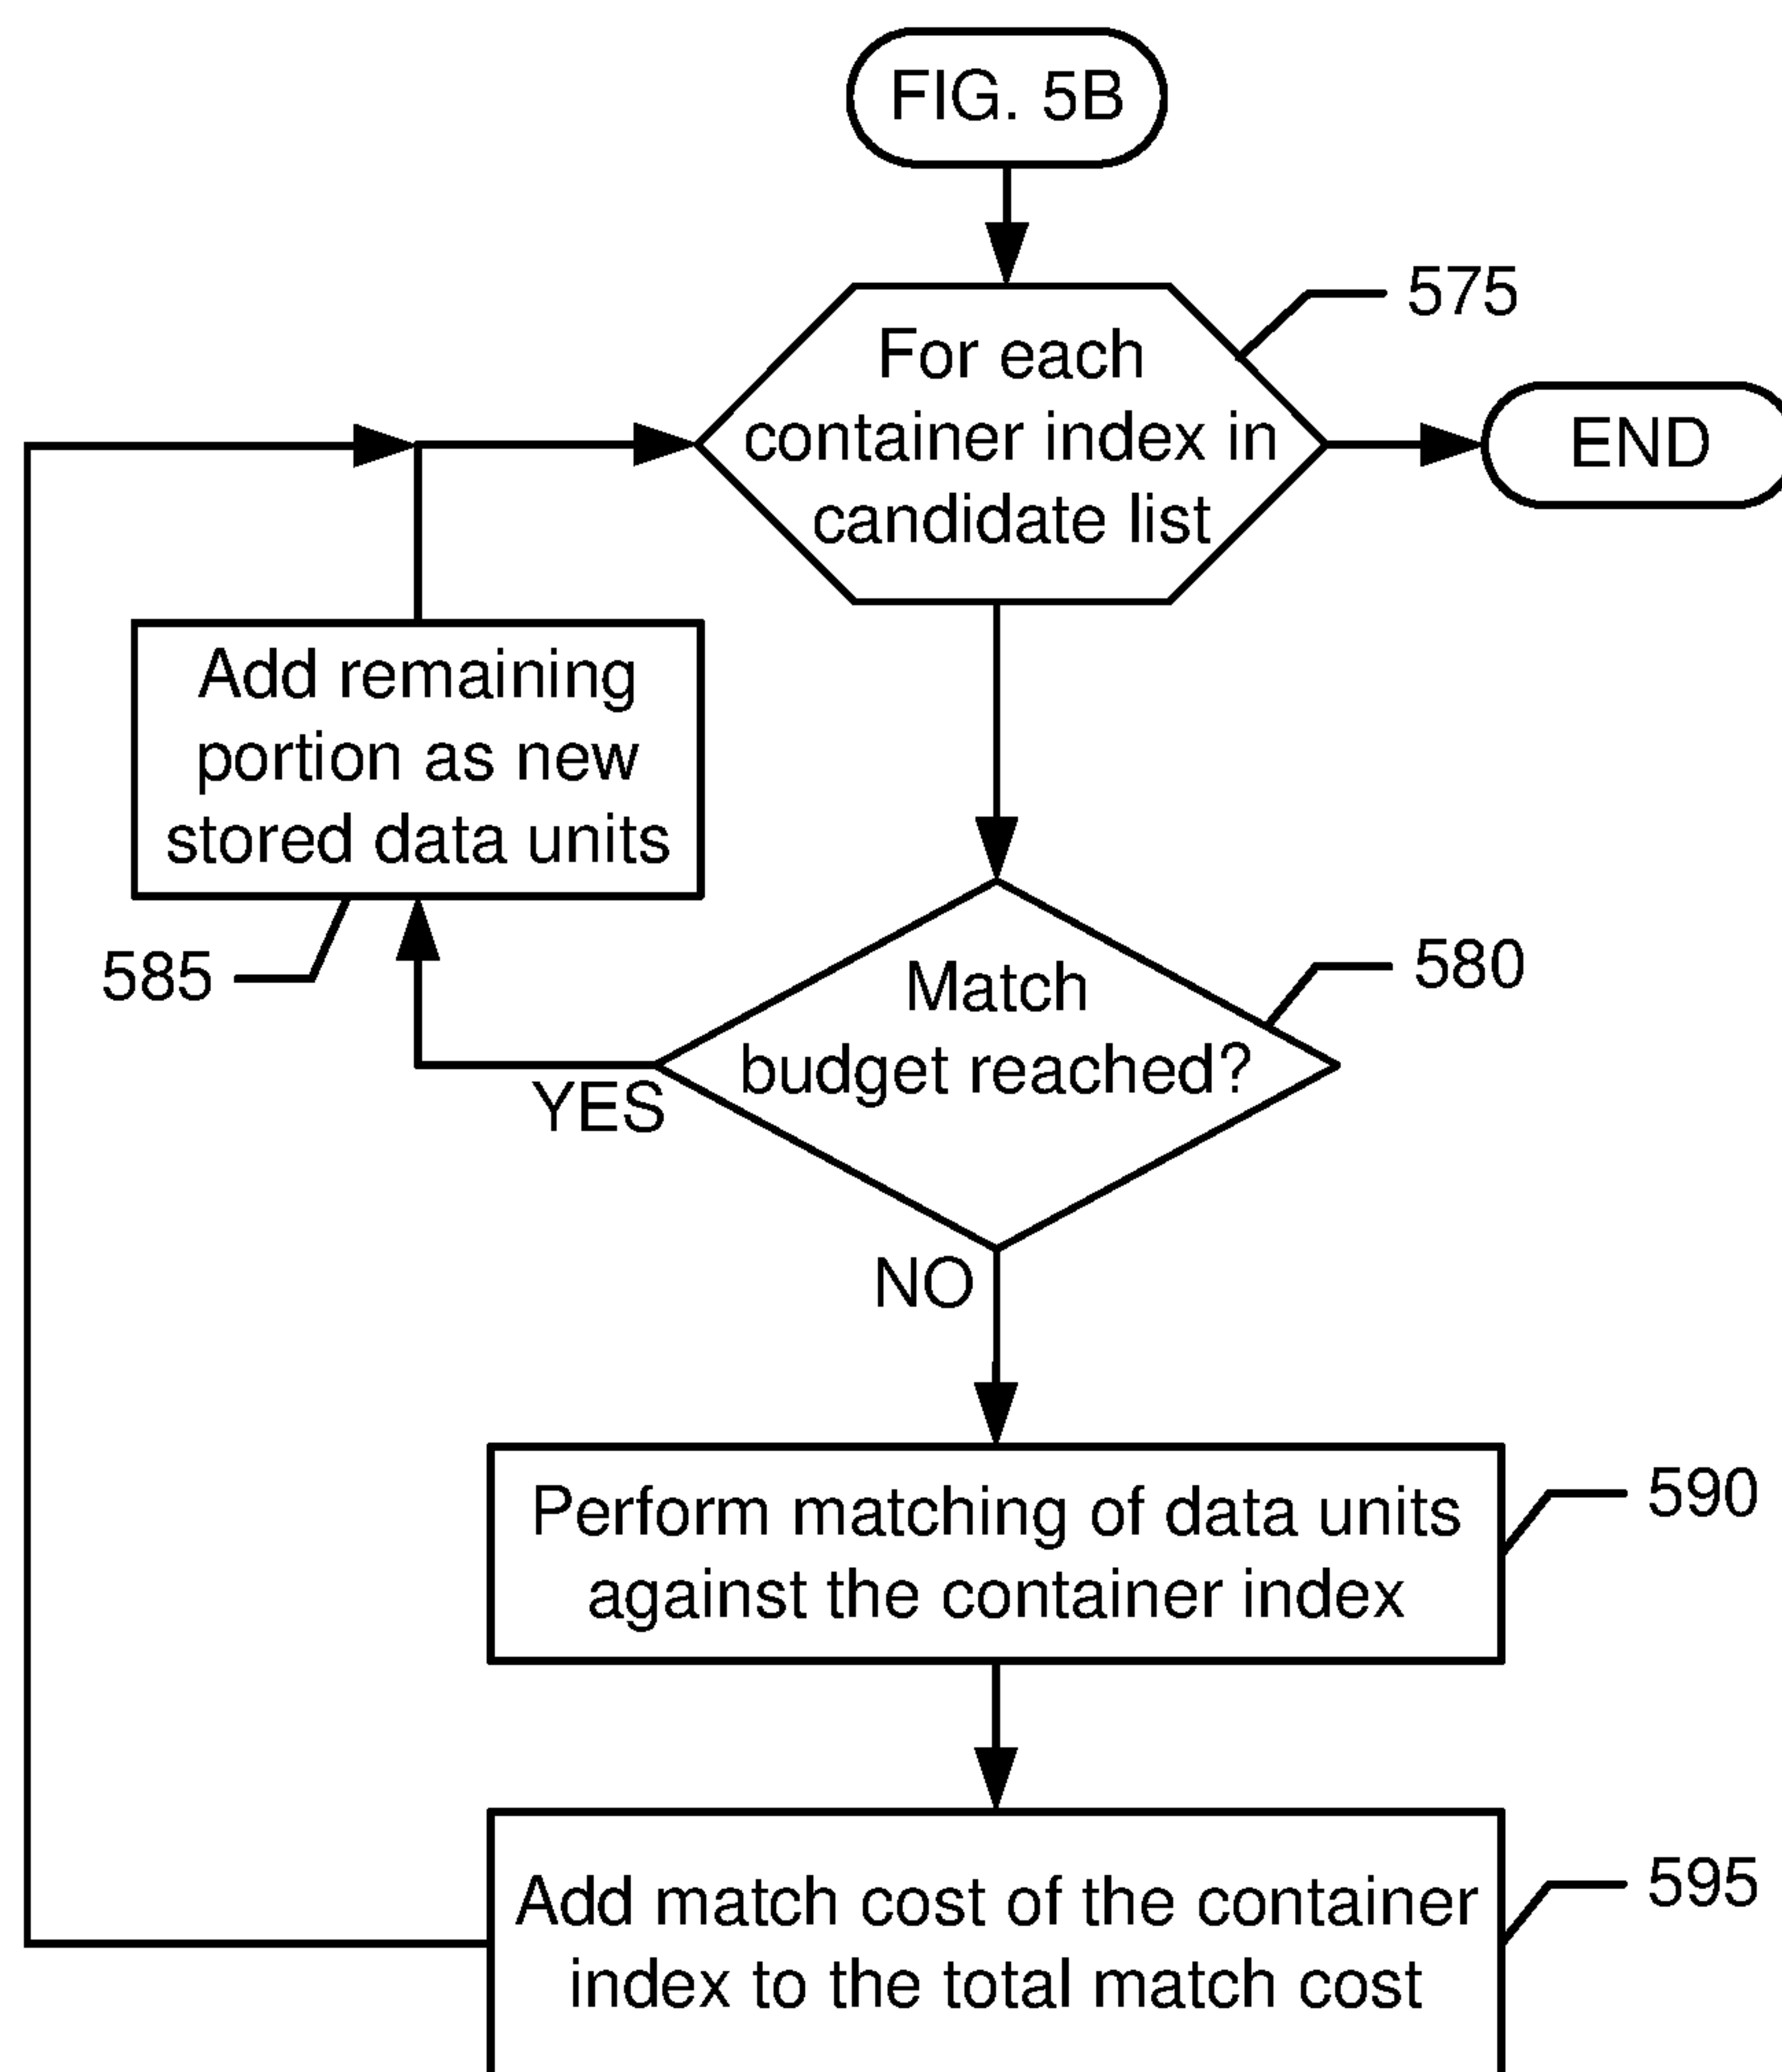 FIG. 5B
575
For each
container index in
candidate list
END
Add remaining
portion as new
stored data units
585
580
Match
budget reached?
YES
NO
590
Perform matching of data units
against the container index
595
Add match cost of the container
index to the total match cost